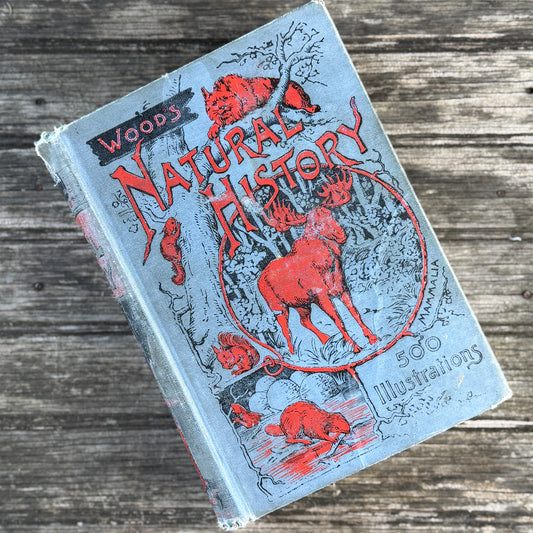 WOOD'S
NATURAL
HISTORY
MAMMALIA
500
Illustrations